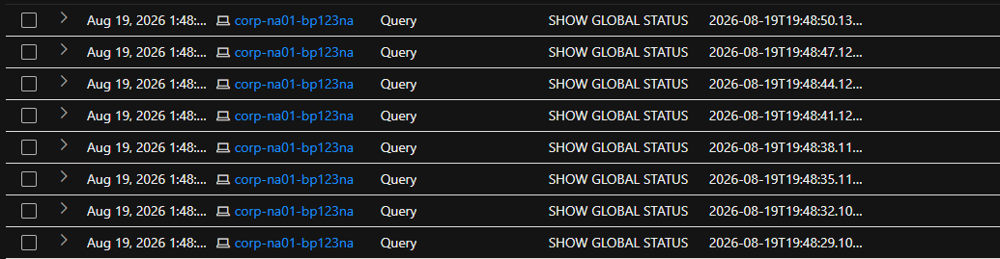 Aug 19, 2026 1:48:... corp-na01-bp123na Query SHOW GLOBAL STATUS 2026-08-19T19:48:50.13...
Aug 19, 2026 1:48:... corp-na01-bp123na Query SHOW GLOBAL STATUS 2026-08-19T19:48:47.12...
Aug 19, 2026 1:48:... corp-na01-bp123na Query SHOW GLOBAL STATUS 2026-08-19T19:48:44.12...
Aug 19, 2026 1:48:... corp-na01-bp123na Query SHOW GLOBAL STATUS 2026-08-19T19:48:41.12...
Aug 19, 2026 1:48:... corp-na01-bp123na Query SHOW GLOBAL STATUS 2026-08-19T19:48:38.11...
Aug 19, 2026 1:48:... corp-na01-bp123na Query SHOW GLOBAL STATUS 2026-08-19T19:48:35.11...
Aug 19, 2026 1:48:... corp-na01-bp123na Query SHOW GLOBAL STATUS 2026-08-19T19:48:32.10...
Aug 19, 2026 1:48:... corp-na01-bp123na Query SHOW GLOBAL STATUS 2026-08-19T19:48:29.10...